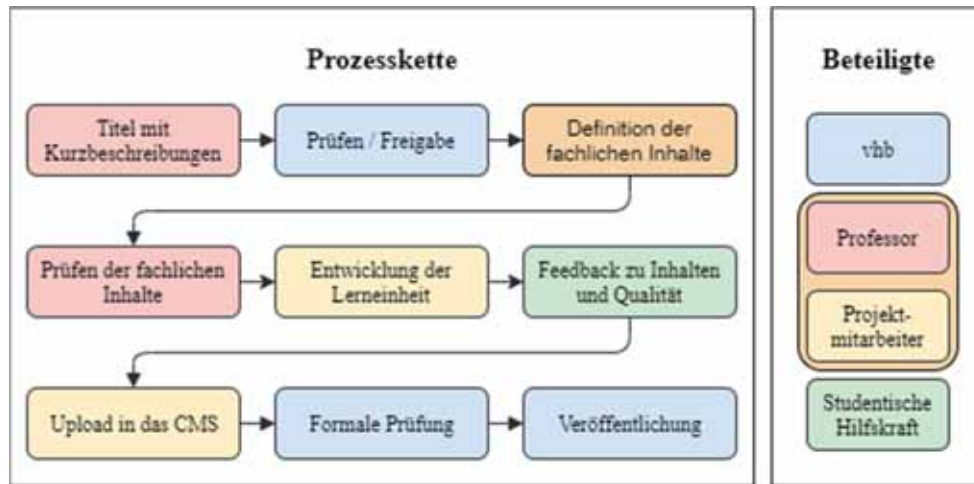 Prozesskette
Titel mit
Kurzbeschreibungen
Prüfen / Freigabe
Definition der
fachlichen Inhalte
Prüfen der fachlichen
Inhalte
Entwicklung der
Lerneinheit
Feedback zu Inhalten
und Qualität
Upload in das CMS
Formale Prüfung
Veröffentlichung
Beteiligte
vhb
Professor
Projekt-
mitarbeiter
Studentische
Hilfskraft